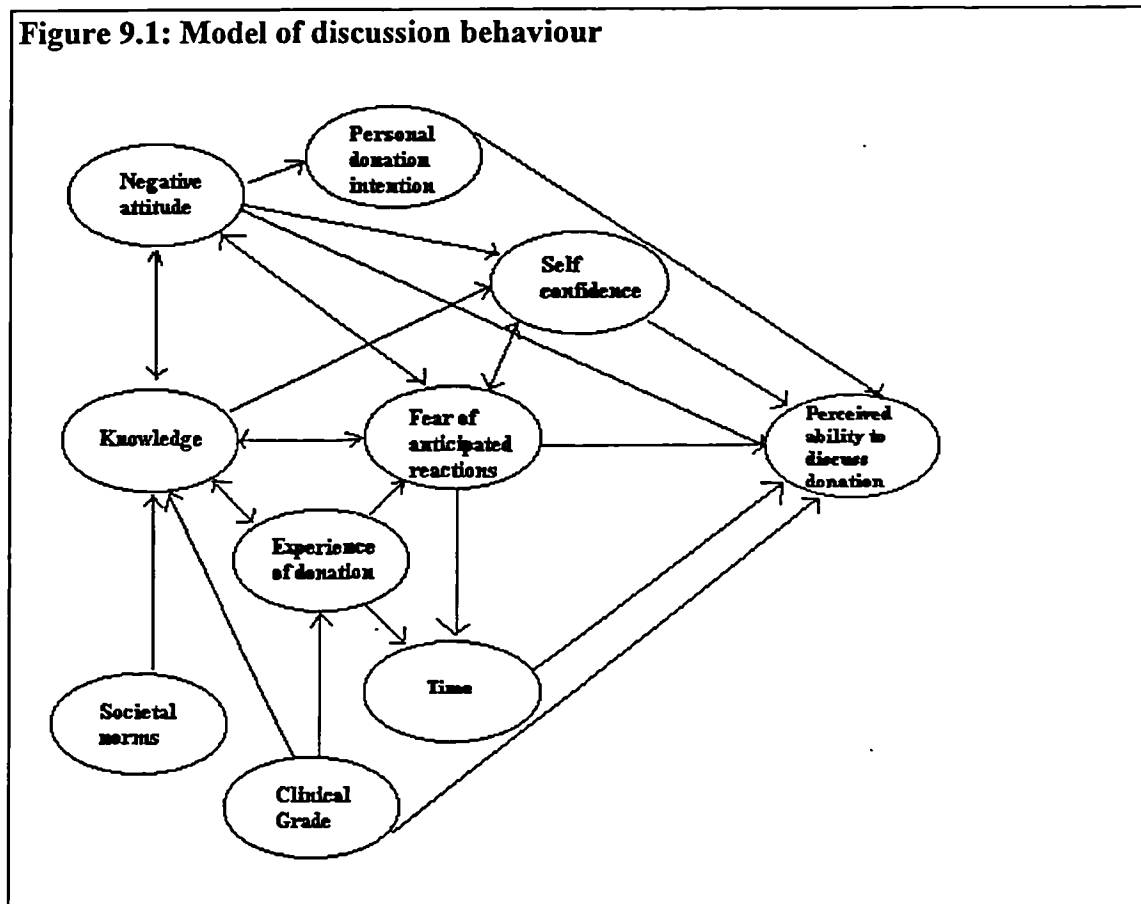 Figure 9.1: Model of discussion behaviour
Personal
donation
intention
Negative
attitude
Self
confidence
Perceived
ability to
discuss
donation
Fear of
anticipated
reactions
Knowledge
Experience
of donation
Time
Societal
norms
Clinical
Grade